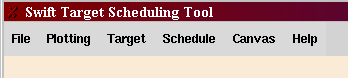 Swift Target Scheduling Tool
File Plotting Target Schedule Canvas Help